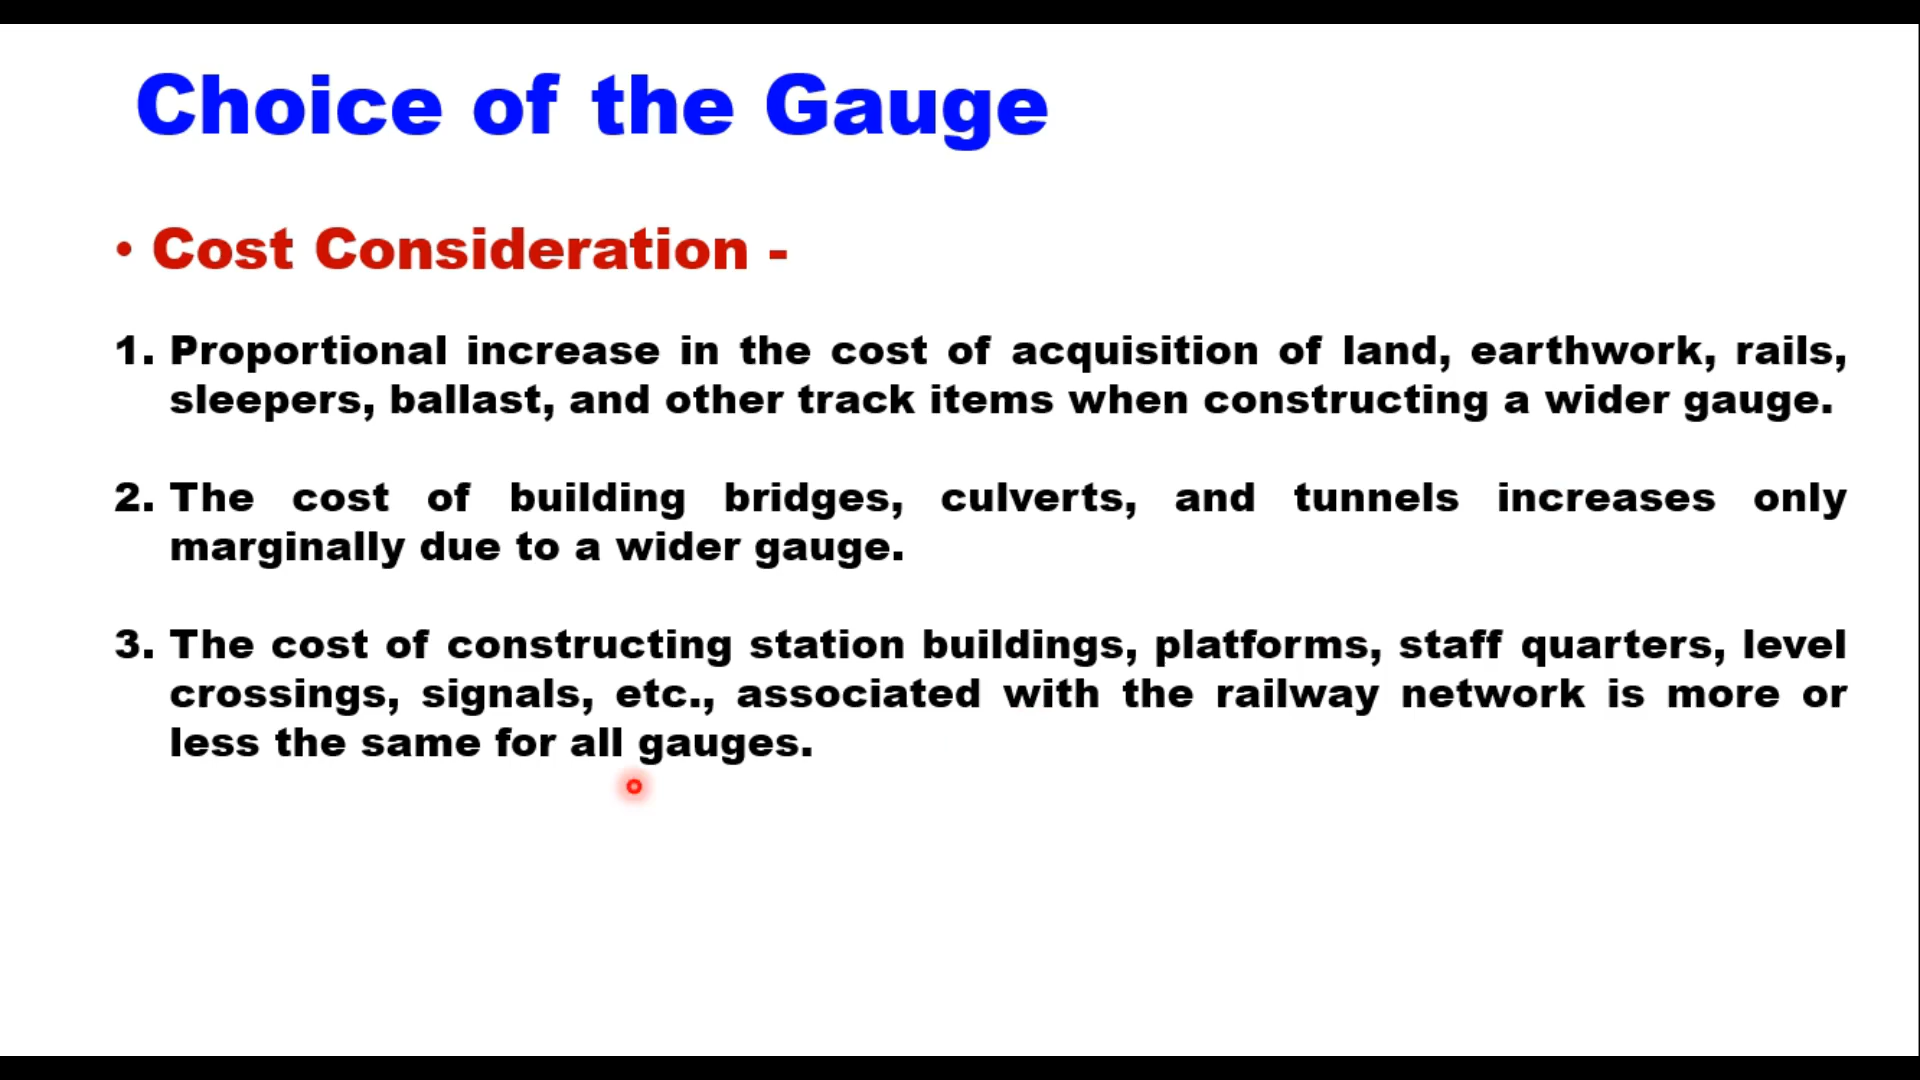 Choice of the Gauge
• Cost Consideration -
1. Proportional increase in the cost of acquisition of land, earthwork, rails,
sleepers, ballast, and other track items when constructing a wider gauge.
2. The cost of building bridges, culverts, and tunnels increases only
marginally due to a wider gauge.
3. The cost of constructing station buildings, platforms, staff quarters, level
crossings, signals, etc., associated with the railway network is more or
less the same for all gauges.